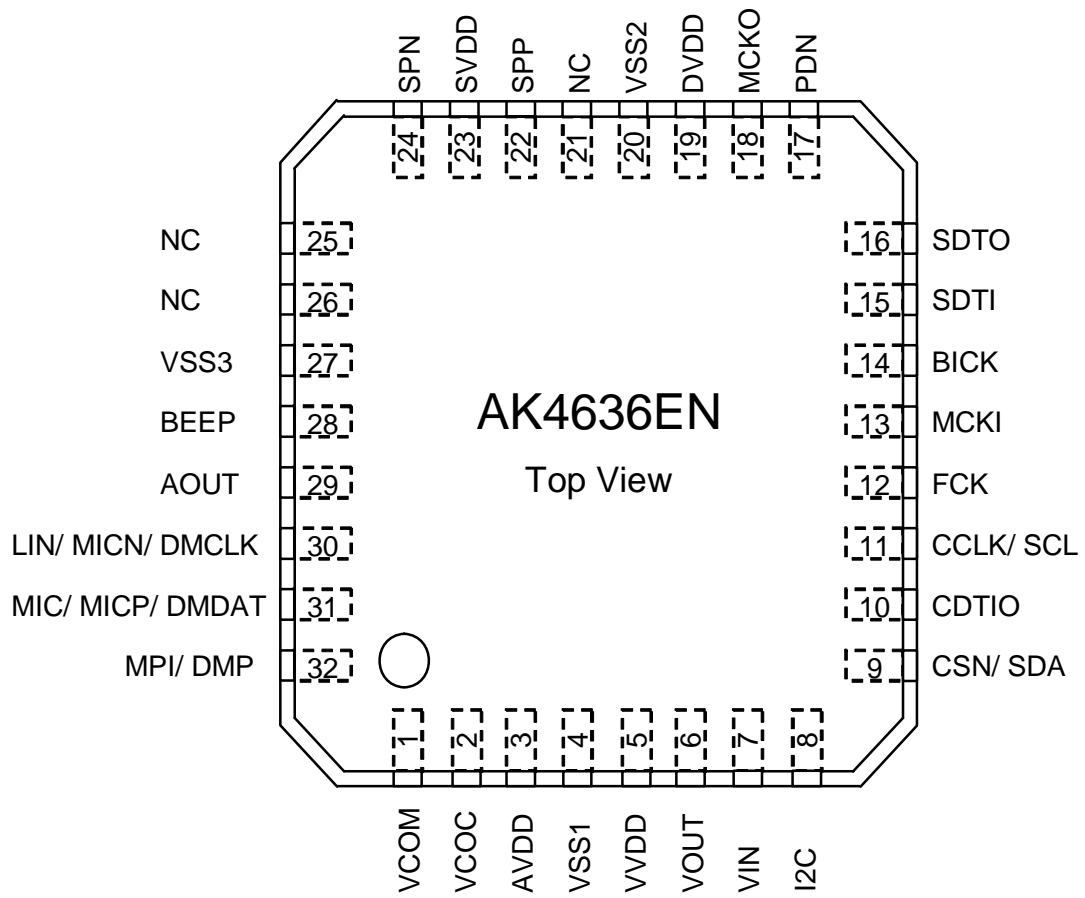 SPN
SVDD
SPP
NC
VSS2
DVDD
MCKO
PDN
24
23
22
21
20
19
18
17
NC 25
16 SDTO
NC 26
15 SDTI
VSS3 27
14 BICK
BEEP 28
13 MCKI
AOUT 29
12 FCK
LIN/ MICN/ DMCLK 30
11 CCLK/ SCL
MIC/ MICP/ DMDAT 31
10 CDTIO
MPI/ DMP 32
9 CSN/ SDA
AK4636EN
Top View
1
2
3
4
5
6
7
8
VCOM
VCOC
AVDD
VSS1
VVDD
VOUT
VIN
I2C